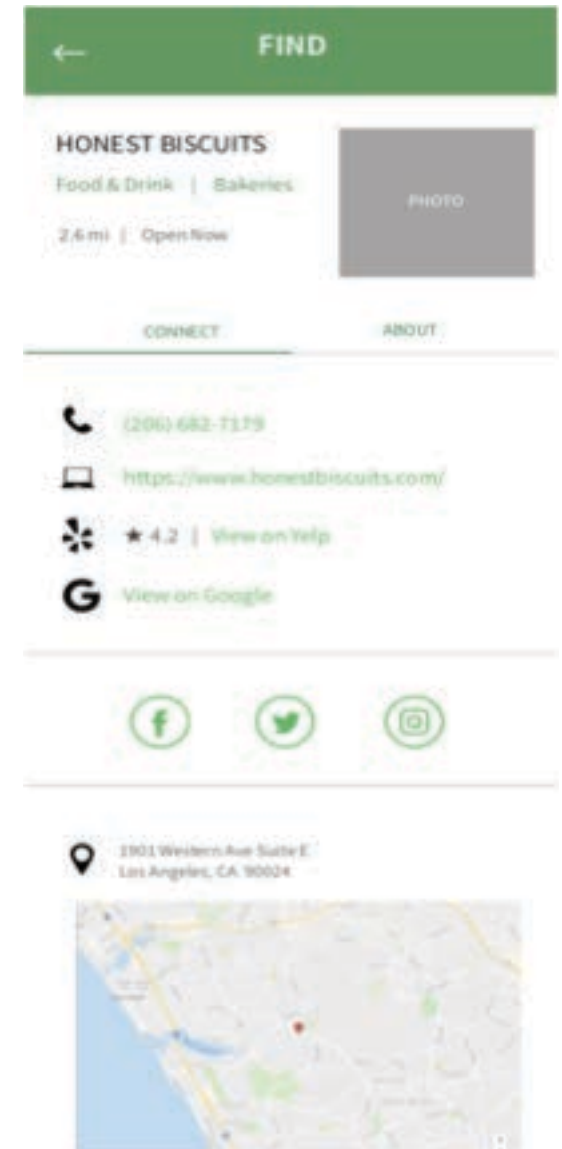 FIND
HONEST BISCUITS
Food & Drink | Bakeries
PHOTO
2.6 mi | Open Now
CONNECT
ABOUT
(206) 682-7179
https://www.honestbiscuits.com/
★ 4.2 | View on Yelp
View on Google
1901 Western Ave Suite E
Los Angeles, CA 90024